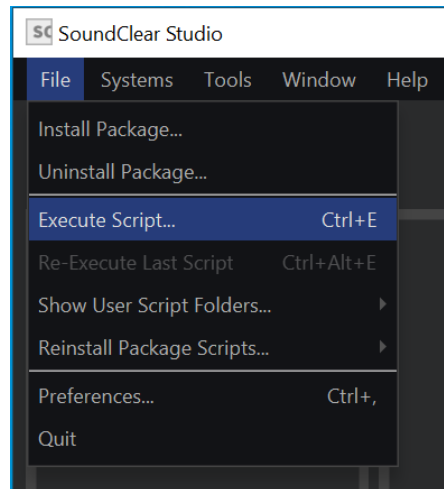 SC SoundClear Studio
File Systems Tools Window Help
Install Package...
Uninstall Package...
Execute Script... Ctrl+E
Re-Execute Last Script Ctrl+Alt+E
Show User Script Folders...
Reinstall Package Scripts...
Preferences... Ctrl+,
Quit